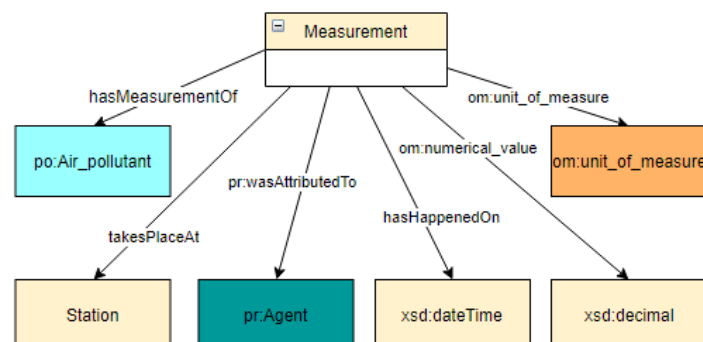 Measurement
hasMeasurementOf
om:unit_of_measure
po:Air_pollutant
om:numerical_value
om:unit_of_measure
pr:wasAttributedTo
hasHappenedOn
takesPlaceAt
Station
pr:Agent
xsd:dateTime
xsd:decimal